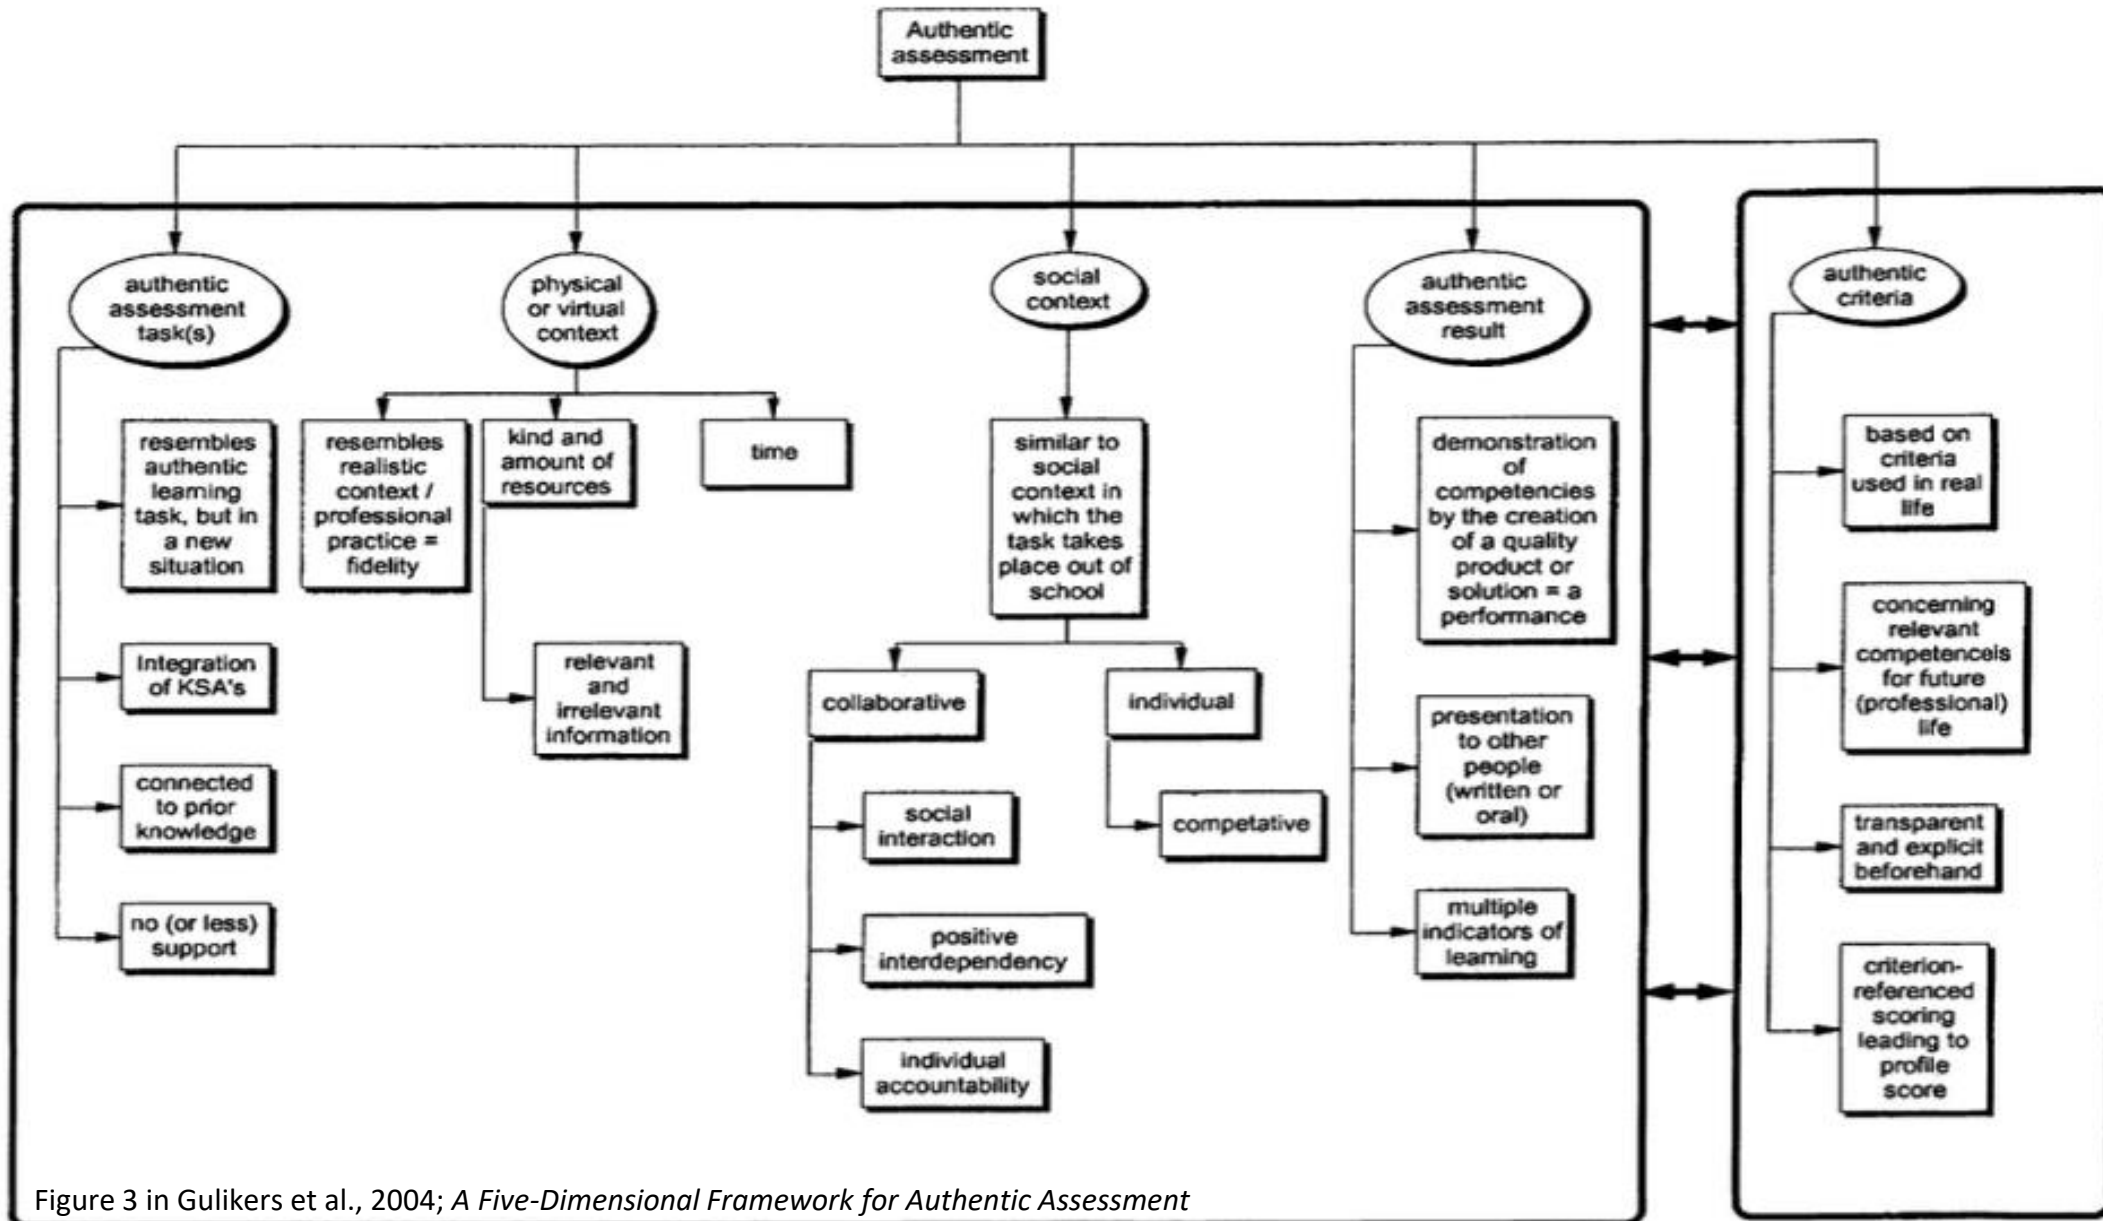 Authentic
assessment
authentic
assessment
task(s)
physical
or virtual
context
social
context
authentic
assessment
result
authentic
criteria
resembles
authentic
learning
task, but in
a new
situation
Integration
of KSA's
connected
to prior
knowledge
no (or less)
support
resembles
realistic
context /
professional
practice =
fidelity
kind and
amount of
resources
time
relevant
and
irrelevant
information
similar to
social
context in
which the
task takes
place out of
school
collaborative
individual
social
interaction
positive
interdependency
individual
accountability
competative
demonstration
of
competencies
by the creation
of a quality
product or
solution = a
performance
presentation
to other
people
(written or
oral)
multiple
indicators of
learning
based on
criteria
used in real
life
concerning
relevant
competenceis
for future
(professional)
life
transparent
and explicit
beforehand
criterion-
referenced
scoring
leading to
profile
score
Figure 3 in Gulikers et al., 2004; A Five-Dimensional Framework for Authentic Assessment